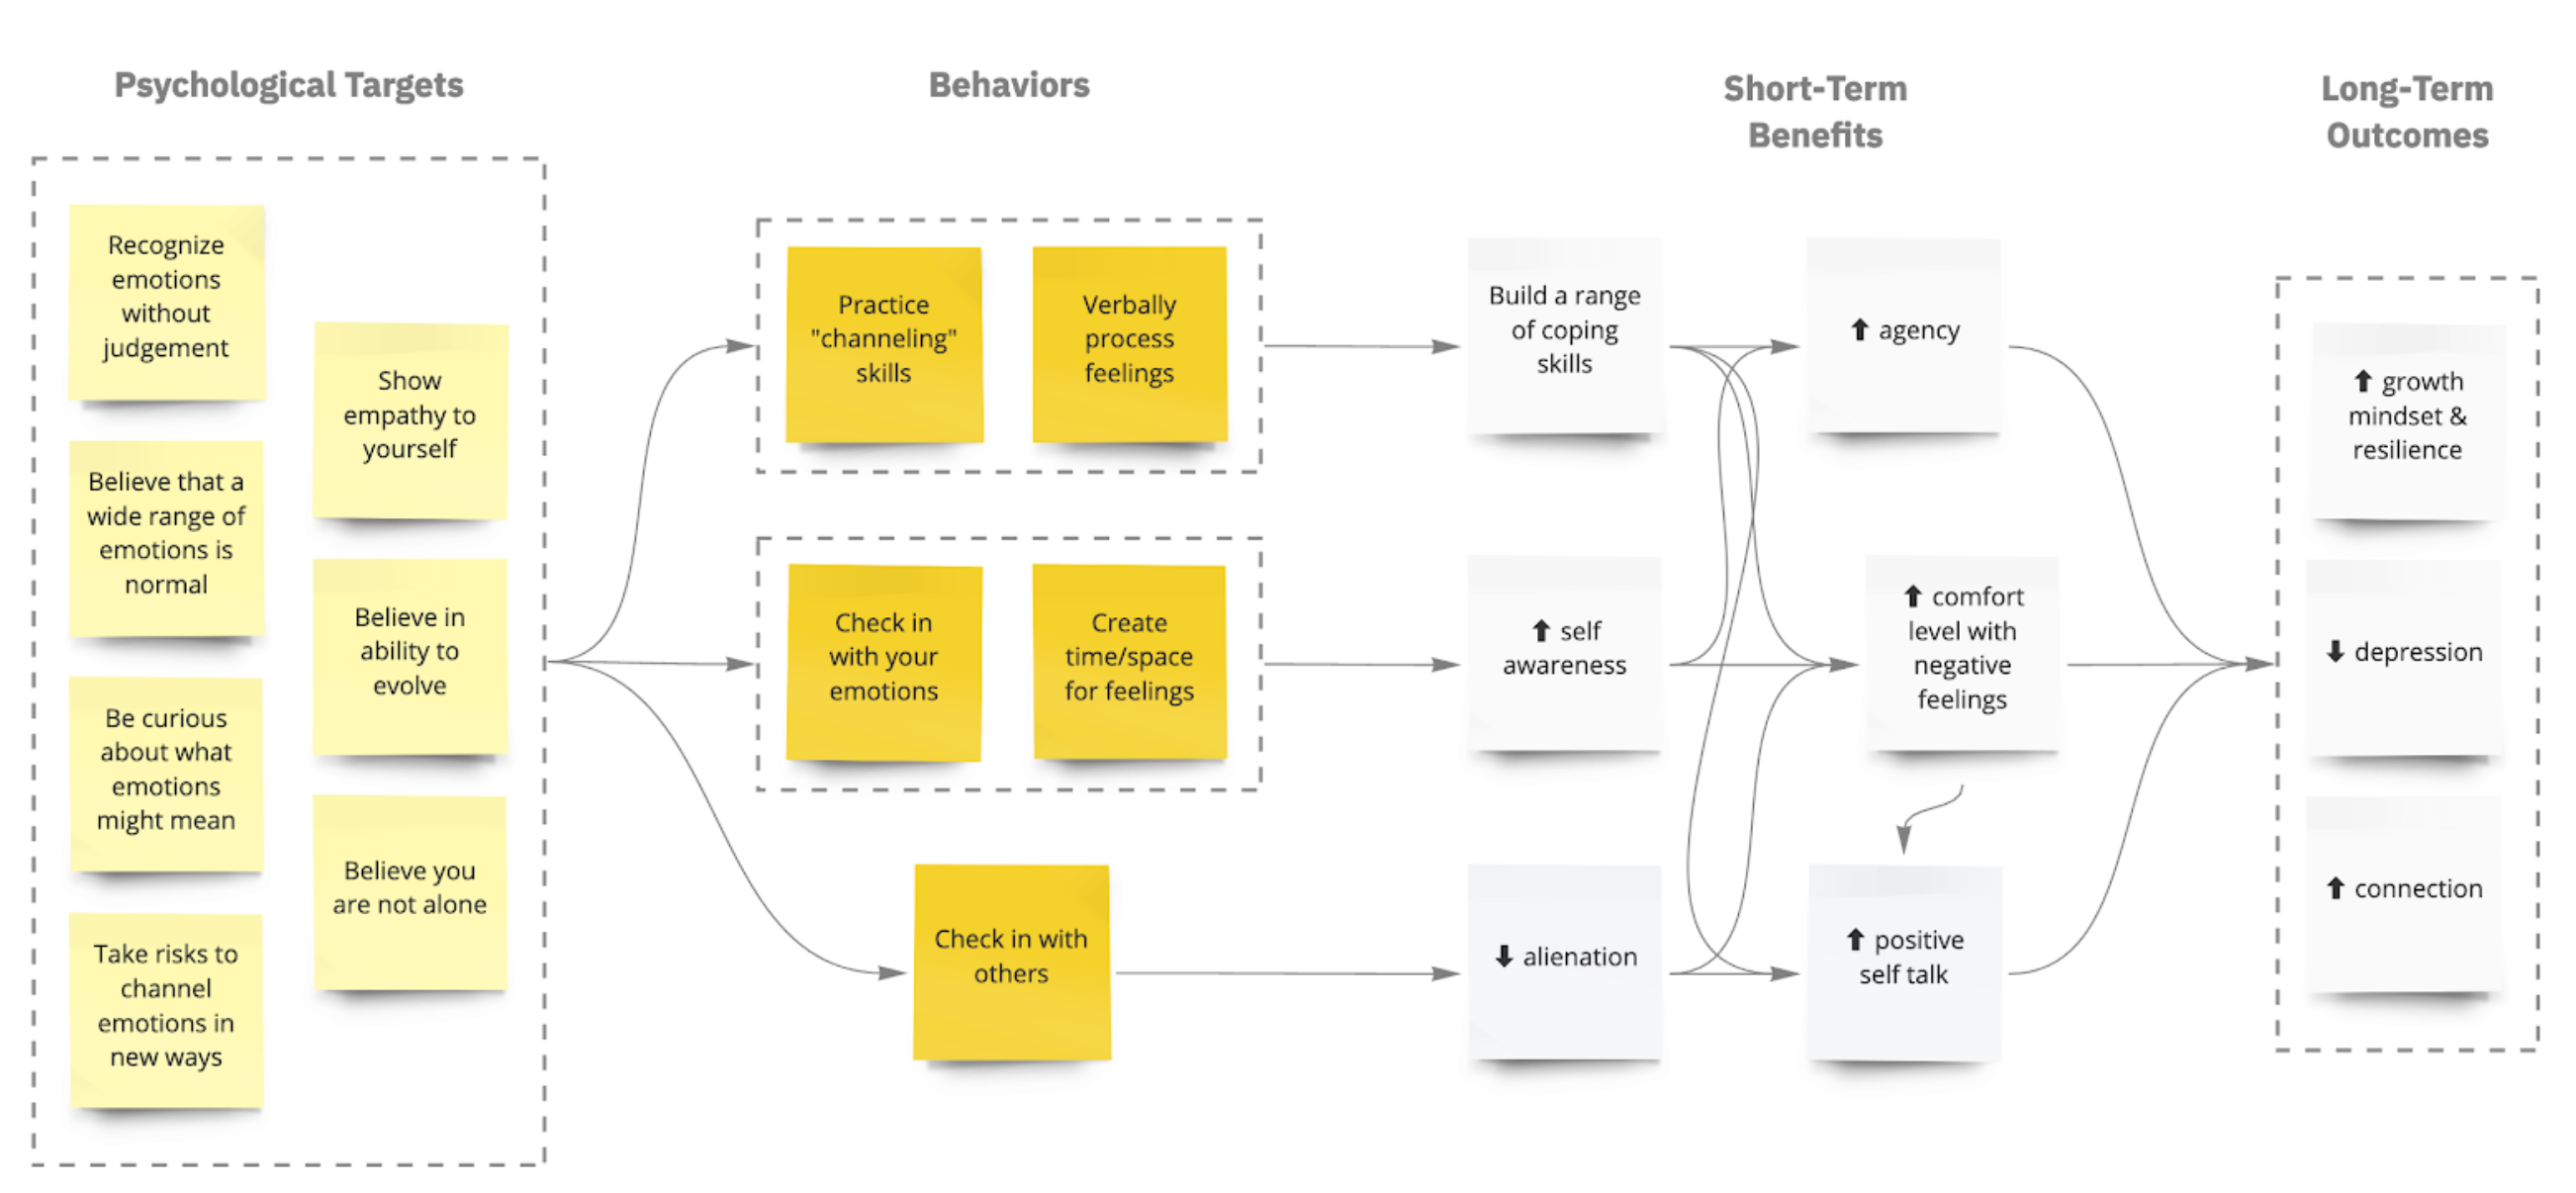 Psychological Targets
Behaviors
Short-Term
Benefits
Long-Term
Outcomes
Recognize
emotions
without
judgement
Believe that a
wide range of
emotions is
normal
Be curious
about what
emotions
might mean
Take risks to
channel
emotions in
new ways
Show
empathy to
yourself
Believe in
ability to
evolve
Believe you
are not alone
Practice
"channeling"
skills
Verbally
process
feelings
Check in
with your
emotions
Create
time/space
for feelings
Check in with
others
Build a range
of coping
skills
⬆ self
awareness
⬇ alienation
⬆ agency
⬆ comfort
level with
negative
feelings
⬆ positive
self talk
⬆ growth
mindset &
resilience
⬇ depression
⬆ connection